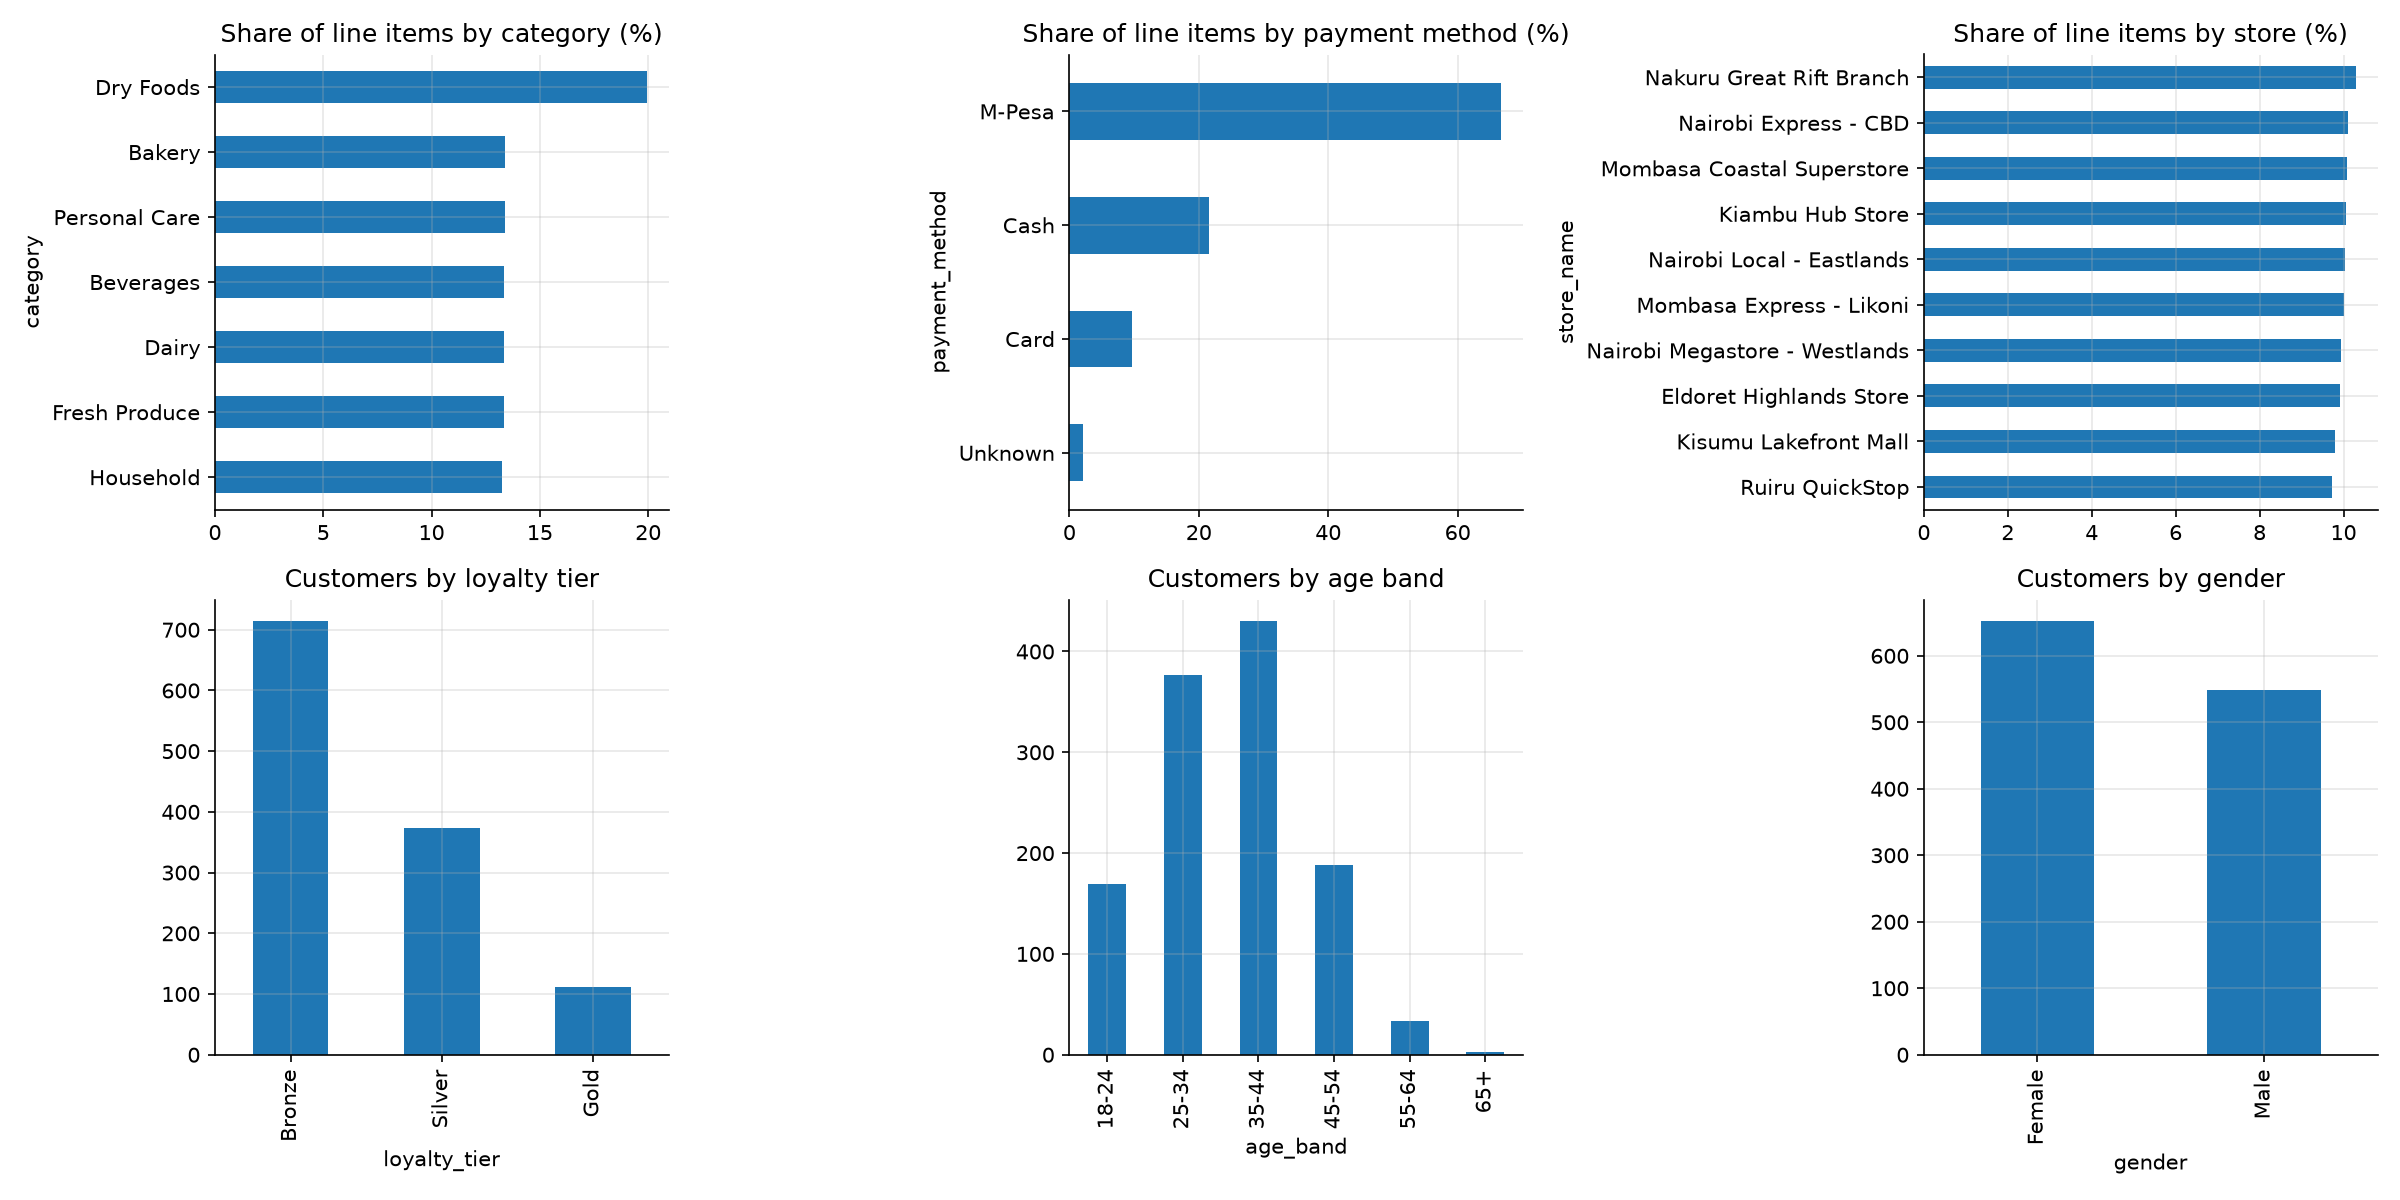 Share of line items by category (%)
category
Dry Foods
Bakery
Personal Care
Beverages
Dairy
Fresh Produce
Household
0 5 10 15 20
Share of line items by payment method (%)
payment_method
M-Pesa
Cash
Card
Unknown
0 20 40 60
Share of line items by store (%)
store_name
Nakuru Great Rift Branch
Nairobi Express - CBD
Mombasa Coastal Superstore
Kiambu Hub Store
Nairobi Local - Eastlands
Mombasa Express - Likoni
Nairobi Megastore - Westlands
Eldoret Highlands Store
Kisumu Lakefront Mall
Ruiru QuickStop
0 2 4 6 8 10
Customers by loyalty tier
700
600
500
400
300
200
100
0
Bronze Silver Gold
loyalty_tier
Customers by age band
400
300
200
100
0
18-24 25-34 35-44 45-54 55-64 65+
age_band
Customers by gender
600
500
400
300
200
100
0
Female Male
gender